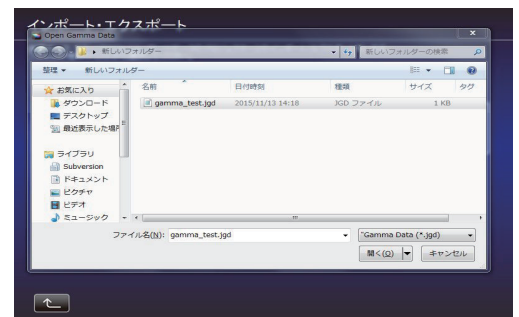 インポート・エクスポート
Open Gamma Data
新しいフォルダー
新しいフォルダーの検索
整理 新しいフォルダー
お気に入り
ダウンロード
デスクトップ
最近表示した場所
ライブラリ
Subversion
ドキュメント
ピクチャ
ビデオ
ミュージック
名前 日付時刻 種類 サイズ タグ
gamma_test.jgd 2015/11/13 14:18 JGD ファイル 1 KB
ファイル名(N): gamma_test.jgd
"Gamma Data (*.jgd)
開く(O) キャンセル